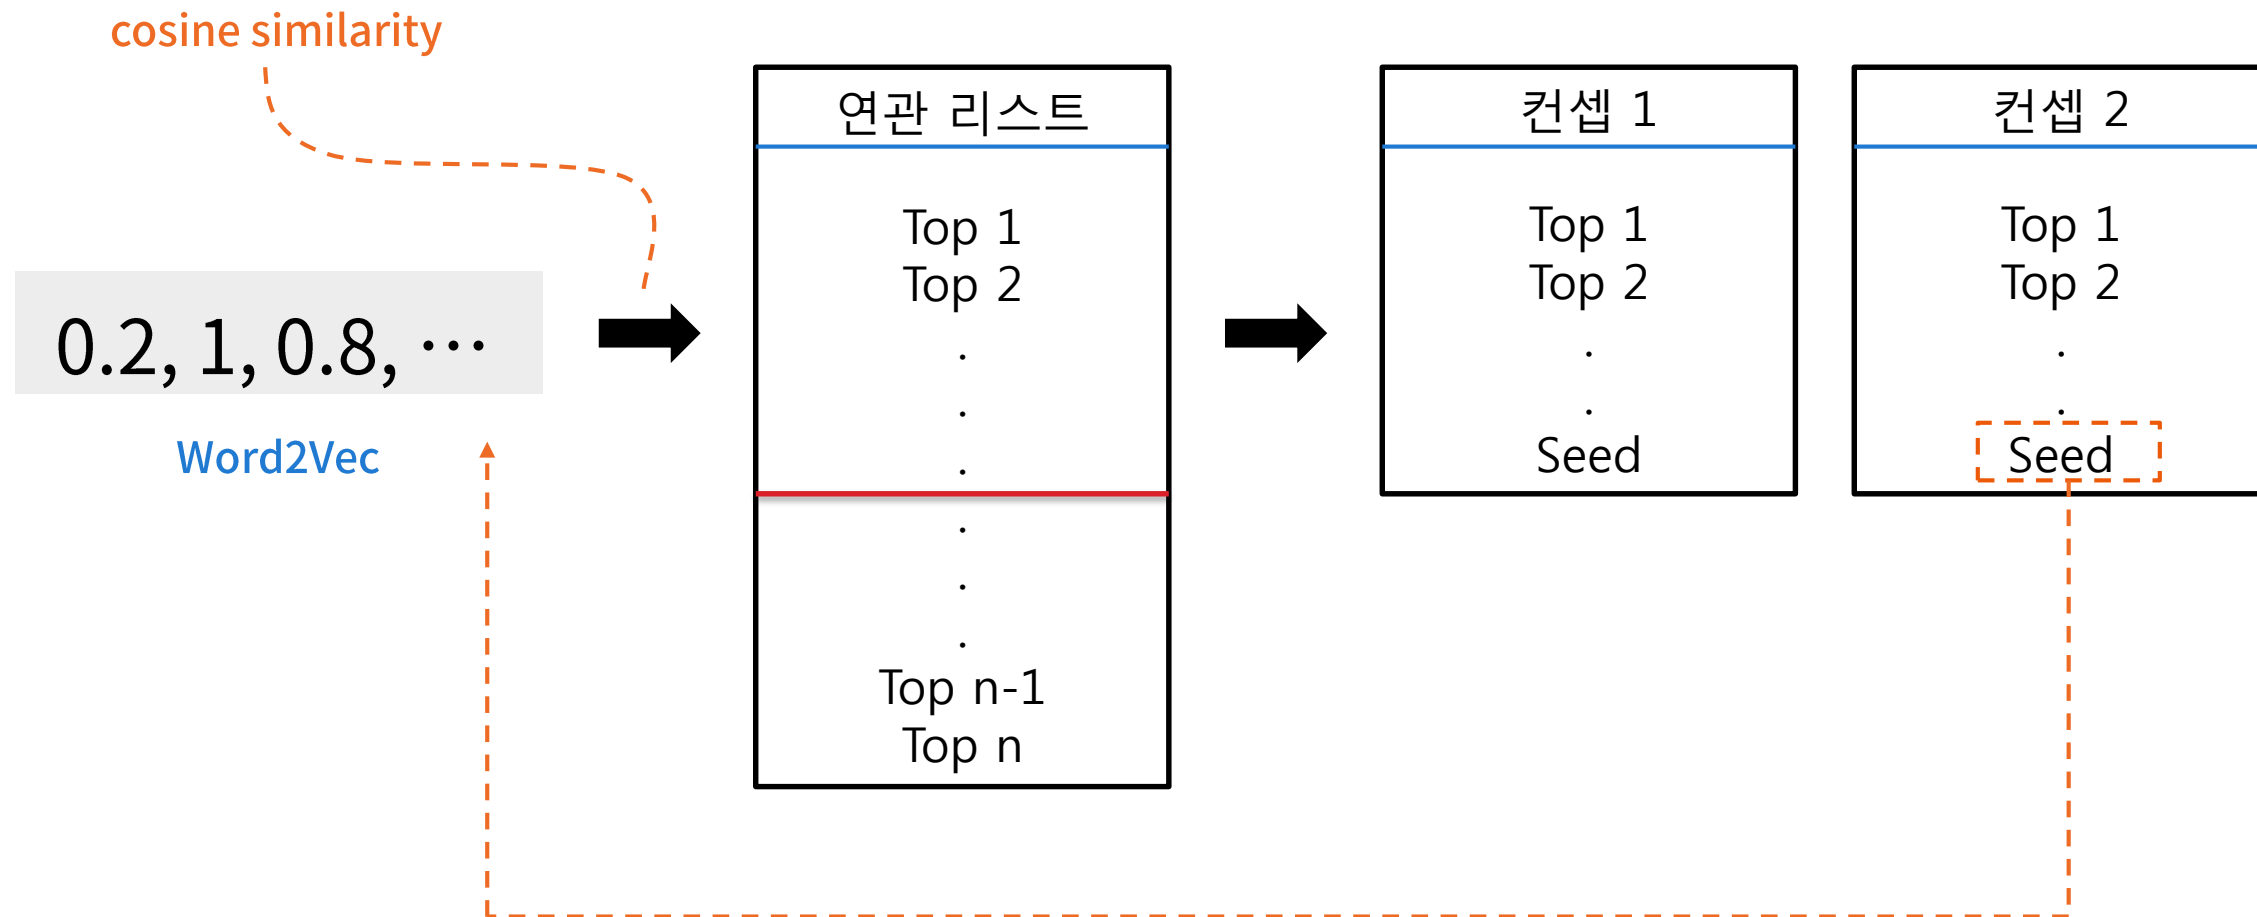 cosine similarity
0.2, 1, 0.8, …
Word2Vec
연관 리스트
Top 1
Top 2
.
.
.
.
.
.
Top n-1
Top n
컨셉 1
Top 1
Top 2
.
.
Seed
컨셉 2
Top 1
Top 2
.
.
Seed